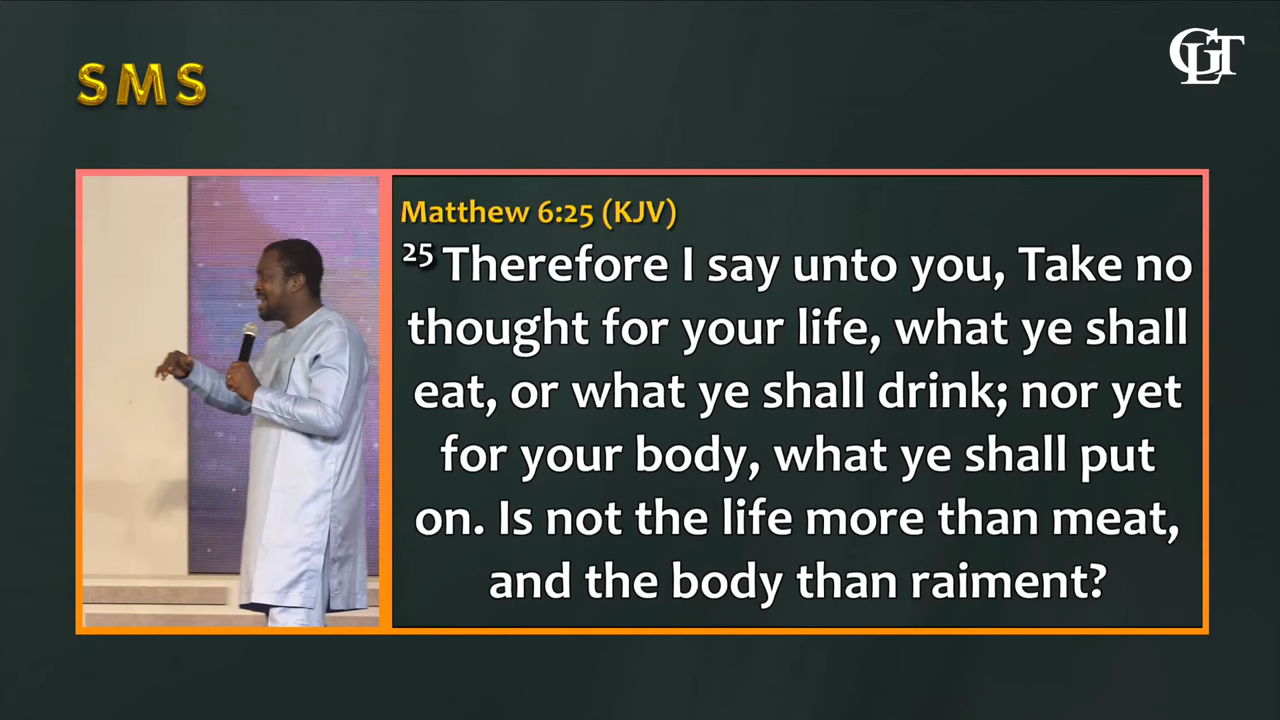 SMS
GLT
Matthew 6:25 (KJV)
25 Therefore I say unto you, Take no
thought for your life, what ye shall
eat, or what ye shall drink; nor yet
for your body, what ye shall put
on. Is not the life more than meat,
and the body than raiment?